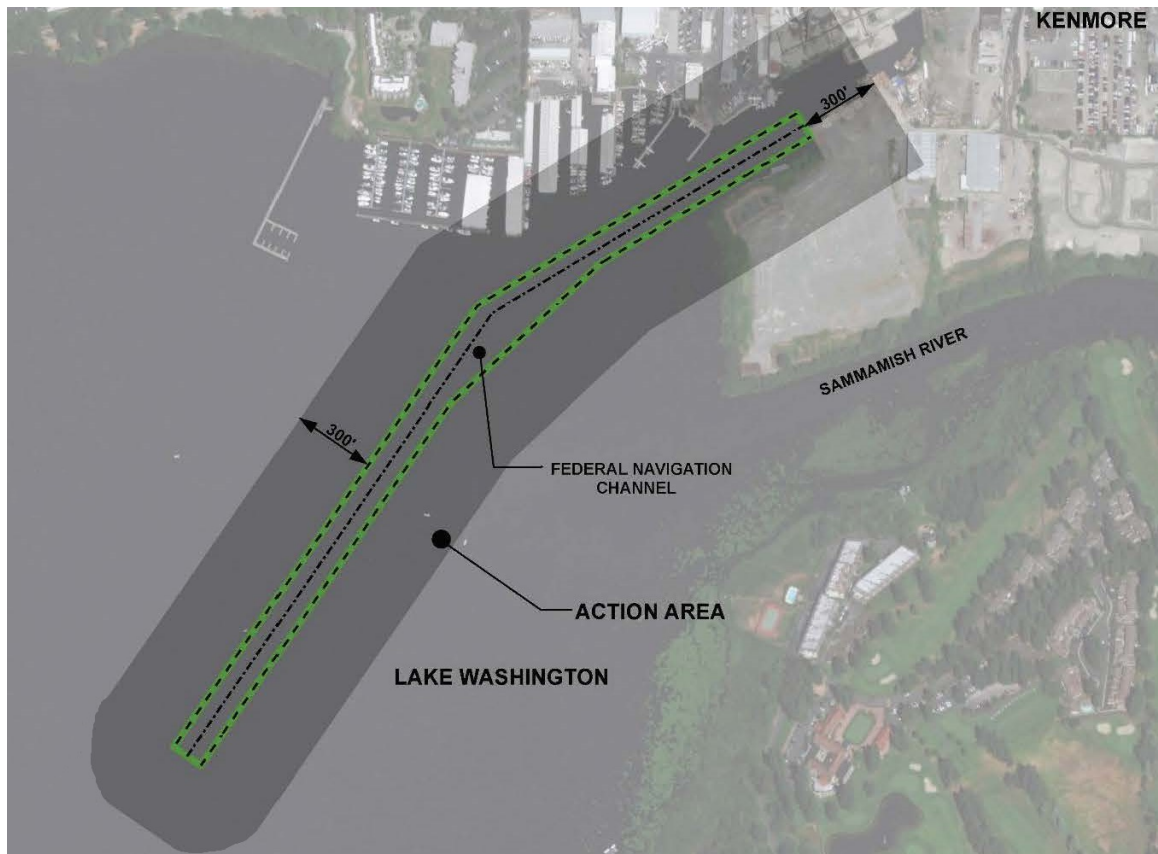 KENMORE
300'
SAMMAMISH RIVER
300'
FEDERAL NAVIGATION
CHANNEL
ACTION AREA
LAKE WASHINGTON